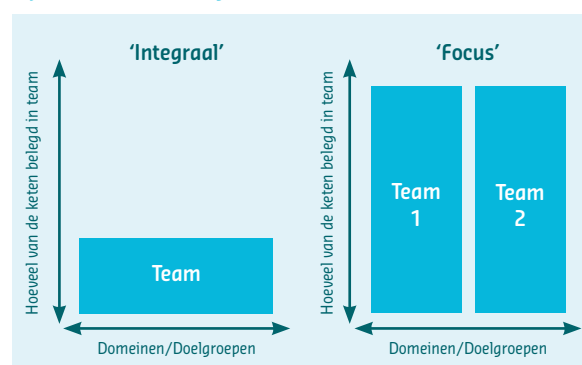 ‘Integraal’
Hoeveel van de keten belegd in team
Team
Domeinen/Doelgroepen
‘Focus’
Hoeveel van de keten belegd in team
Team
1
Team
2
Domeinen/Doelgroepen